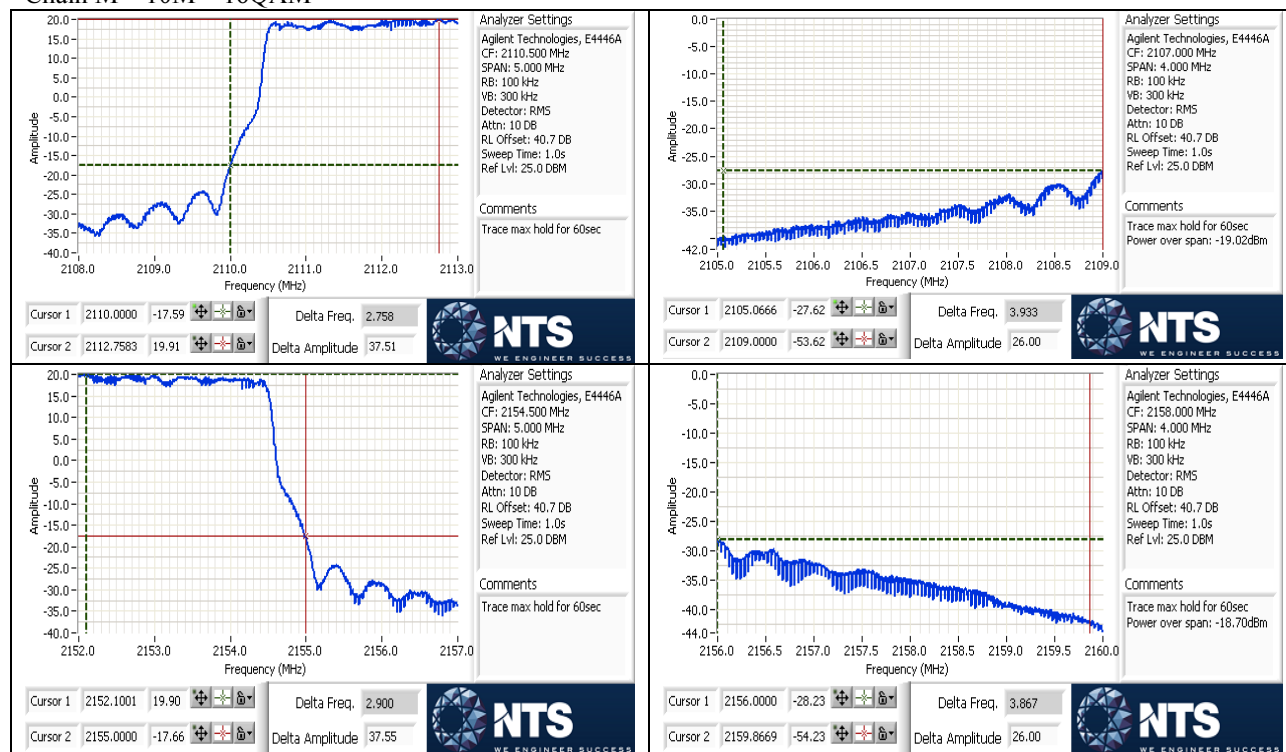 Chain M – 10M – 16QAM
20.0
15.0
10.0
5.0
0.0
-5.0
-10.0
-15.0
-20.0
-25.0
-30.0
-35.0
-40.0
Amplitude
2108.0 2109.0 2110.0 2111.0 2112.0 2113.0
Frequency (MHz)
Analyzer Settings
Agilent Technologies, E4446A
CF: 2110.500 MHz
SPAN: 5.000 MHz
RB: 100 kHz
VB: 300 kHz
Detector: RMS
Attn: 10 DB
RL Offset: 40.7 DB
Sweep Time: 1.0s
Ref Lvl: 25.0 DBM
Comments
Trace max hold for 60sec
Cursor 1 2110.0000 -17.59
Cursor 2 2112.7583 19.91
Delta Freq. 2.758
Delta Amplitude 37.51
NTS
WE ENGINEER SUCCESS
0.0
-5.0
-10.0
-15.0
-20.0
-25.0
-30.0
-35.0
-42.0
Amplitude
2105.0 2105.5 2106.0 2106.5 2107.0 2107.5 2108.0 2108.5 2109.0
Frequency (MHz)
Analyzer Settings
Agilent Technologies, E4446A
CF: 2107.000 MHz
SPAN: 4.000 MHz
RB: 100 kHz
VB: 300 kHz
Detector: RMS
Attn: 10 DB
RL Offset: 40.7 DB
Sweep Time: 1.0s
Ref Lvl: 25.0 DBM
Comments
Trace max hold for 60sec
Power over span: -19.02dBm
Cursor 1 2105.0666 -27.62
Cursor 2 2109.0000 -53.62
Delta Freq. 3.933
Delta Amplitude 26.00
NTS
WE ENGINEER SUCCESS
20.0
15.0
10.0
5.0
0.0
-5.0
-10.0
-15.0
-20.0
-25.0
-30.0
-35.0
-40.0
Amplitude
2152.0 2153.0 2154.0 2155.0 2156.0 2157.0
Frequency (MHz)
Analyzer Settings
Agilent Technologies, E4446A
CF: 2154.500 MHz
SPAN: 5.000 MHz
RB: 100 kHz
VB: 300 kHz
Detector: RMS
Attn: 10 DB
RL Offset: 40.7 DB
Sweep Time: 1.0s
Ref Lvl: 25.0 DBM
Comments
Trace max hold for 60sec
Cursor 1 2152.1001 19.90
Cursor 2 2155.0000 -17.66
Delta Freq. 2.900
Delta Amplitude 37.55
NTS
WE ENGINEER SUCCESS
0.0
-5.0
-10.0
-15.0
-20.0
-25.0
-30.0
-35.0
-40.0
-44.0
Amplitude
2156.0 2156.5 2157.0 2157.5 2158.0 2158.5 2159.0 2159.5 2160.0
Frequency (MHz)
Analyzer Settings
Agilent Technologies, E4446A
CF: 2158.000 MHz
SPAN: 4.000 MHz
RB: 100 kHz
VB: 300 kHz
Detector: RMS
Attn: 10 DB
RL Offset: 40.7 DB
Sweep Time: 1.0s
Ref Lvl: 25.0 DBM
Comments
Trace max hold for 60sec
Power over span: -18.70dBm
Cursor 1 2156.0000 -28.23
Cursor 2 2159.8669 -54.23
Delta Freq. 3.867
Delta Amplitude 26.00
NTS
WE ENGINEER SUCCESS